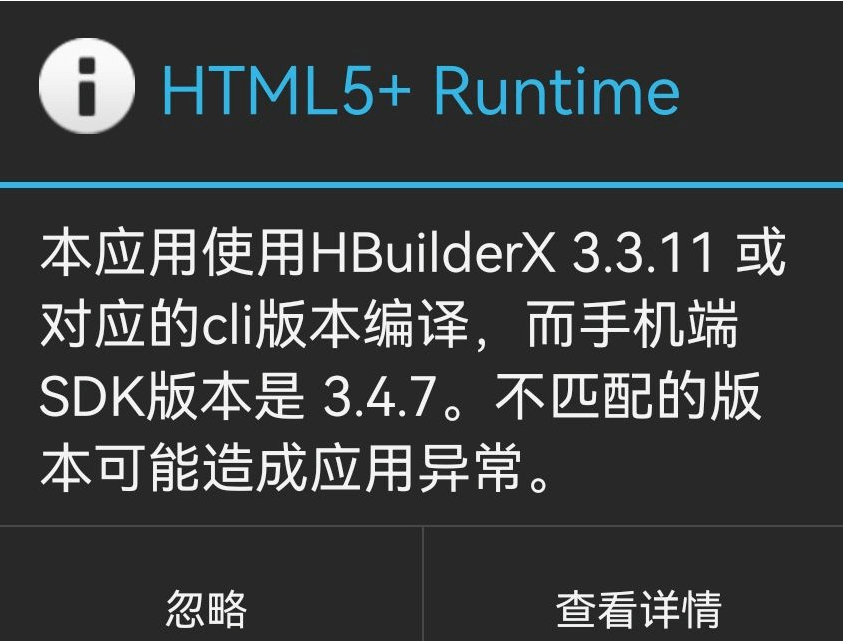 HTML5+ Runtime
本应用使用HBuilderX 3.3.11 或
对应的cli版本编译，而手机端
SDK版本是 3.4.7。不匹配的版
本可能造成应用异常。
忽略
查看详情